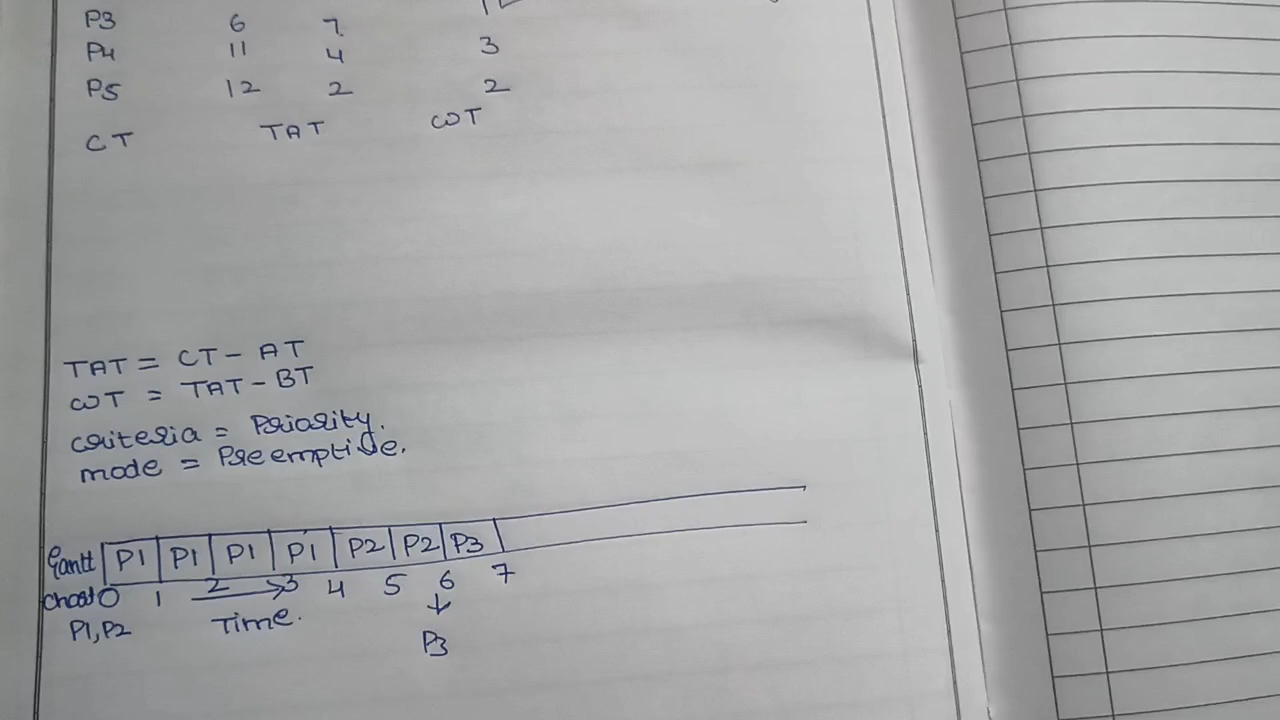 P3 6 7
P4 11 4 3
P5 12 2 2
CT TAT WT
TAT = CT - AT
WT = TAT - BT
criteria = Priority.
mode = Preemptive.
Gantt P1 P1 P1 P1 P2 P2 P3
Chart 0 1 2 3 4 5 6 7
P1,P2 Time. P3